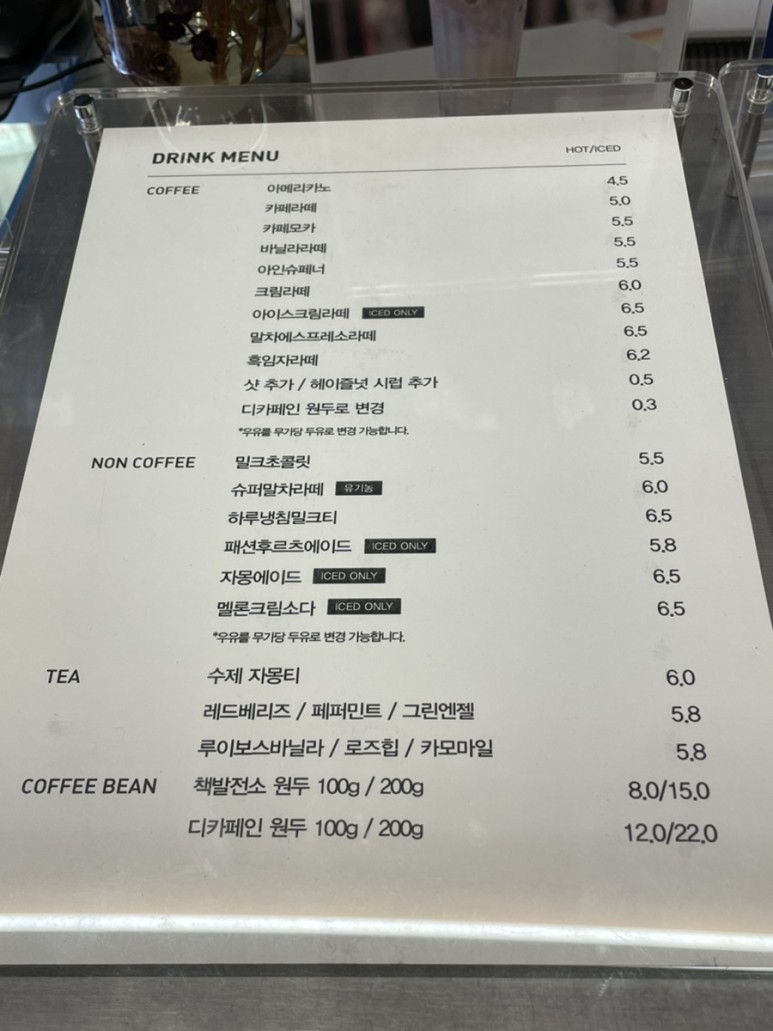 DRINK MENU HOT/ICED
COFFEE 아메리카노 4.5
카페라떼 5.0
카페모카 5.5
바닐라라떼 5.5
아인슈페너 5.5
크림라떼 6.0
아이스크림라떼 ICED ONLY 6.5
말차에스프레소라떼 6.5
흑임자라떼 6.2
샷 추가 / 헤이즐넛 시럽 추가 0.5
디카페인 원두로 변경 0.3
*우유를 무가당 두유로 변경 가능합니다.
NON COFFEE 밀크초콜릿 5.5
슈퍼말차라떼 유기농 6.0
하루냉침밀크티 6.5
패션후르츠에이드 ICED ONLY 5.8
자몽에이드 ICED ONLY 6.5
멜론크림소다 ICED ONLY 6.5
*우유를 무가당 두유로 변경 가능합니다.
TEA 수제 자몽티 6.0
레드베리즈 / 페퍼민트 / 그린엔젤 5.8
루이보스바닐라 / 로즈힙 / 카모마일 5.8
COFFEE BEAN 책발전소 원두 100g / 200g 8.0/15.0
디카페인 원두 100g / 200g 12.0/22.0